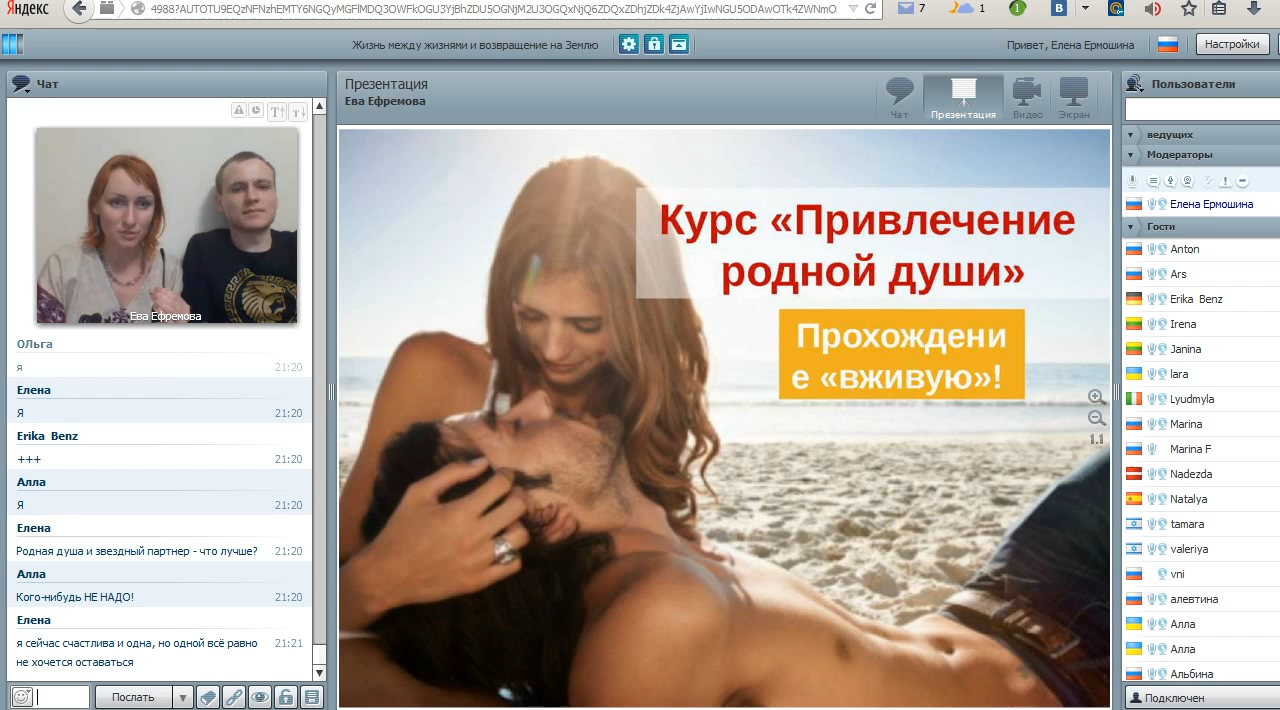 Яндекс
7
1
1
B
Жизнь между жизнями и возвращение на Землю
Привет, Елена Ермошина
Настройки
Чат
Ева Ефремова
ОЛьга
я
21:20
Елена
Я
21:20
Erika Benz
+++
21:20
Алла
Я
21:20
Елена
Родная душа и звездный партнер - что лучше?
21:20
Алла
Кого-нибудь НЕ НАДО!
21:20
Елена
я сейчас счастлива и одна, но одной всё равно
21:21
не хочется оставаться
Послать
Презентация
Ева Ефремова
Чат
Презентация
Видео
Экран
Курс «Привлечение
родной души»
Прохождени
е «вживую»!
1:1
Пользователи
ведущих
Модераторы
Елена Ермошина
Гости
Anton
Ars
Erika Benz
Irena
Janina
lara
Lyudmyla
Marina
Marina F
Nadezda
Natalya
tamara
valeriya
vni
алевтина
Алла
Алла
Альбина
Подключен